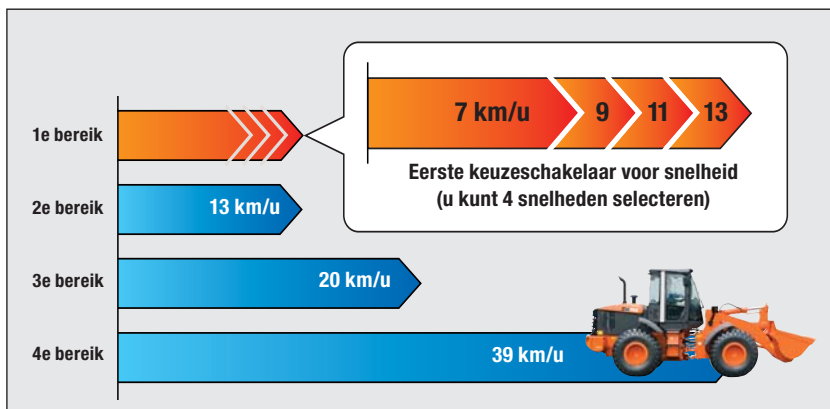 1e bereik
7 km/u 9 11 13
Eerste keuzeschakelaar voor snelheid
(u kunt 4 snelheden selecteren)
2e bereik 13 km/u
3e bereik 20 km/u
4e bereik 39 km/u